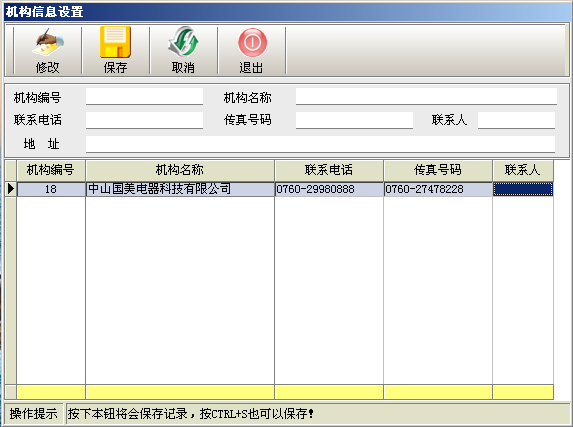 机构信息设置
修改 保存 取消 退出
机构编号 机构名称
联系电话 传真号码 联系人
地 址
机构编号 机构名称 联系电话 传真号码 联系人
18 中山国美电器科技有限公司 0760-29980888 0760-27478228
操作提示 按下本钮将会保存记录，按CTRL+S也可以保存！